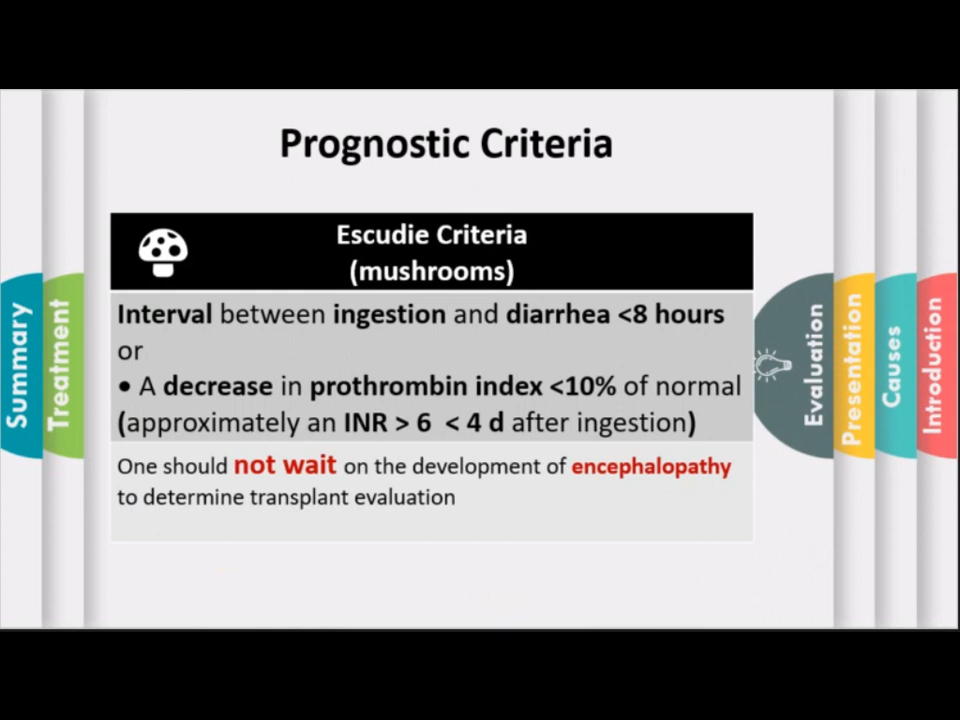 Prognostic Criteria
Escudie Criteria
(mushrooms)
Interval between ingestion and diarrhea <8 hours
or
• A decrease in prothrombin index <10% of normal
(approximately an INR > 6 < 4 d after ingestion)
One should not wait on the development of encephalopathy
to determine transplant evaluation
Summary
Treatment
Evaluation
Presentation
Causes
Introduction